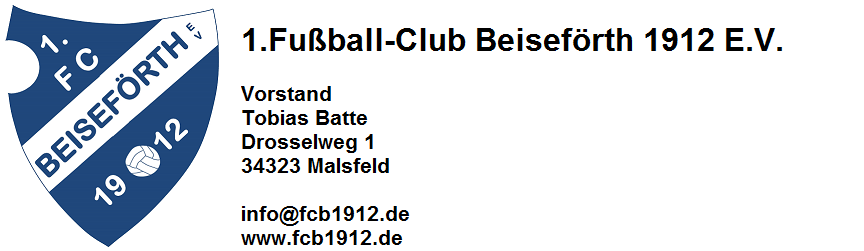 1.
FC
BEISEFÖRTH
E
V
19 12
1.Fußball-Club Beiseförth 1912 E.V.
Vorstand
Tobias Batte
Drosselweg 1
34323 Malsfeld
info@fcb1912.de
www.fcb1912.de